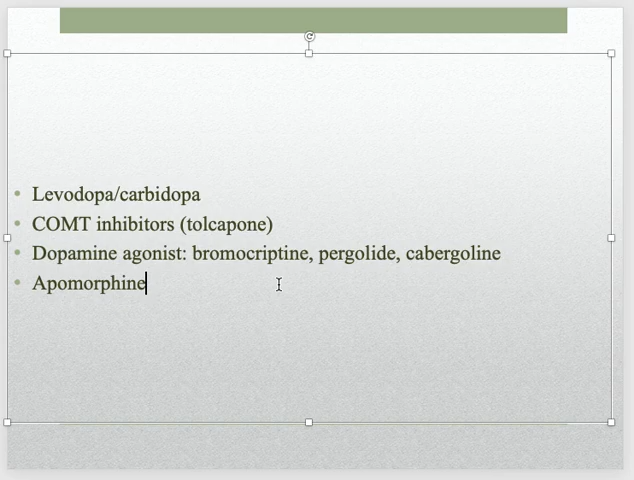 • Levodopa/carbidopa
• COMT inhibitors (tolcapone)
• Dopamine agonist: bromocriptine, pergolide, cabergoline
• Apomorphine